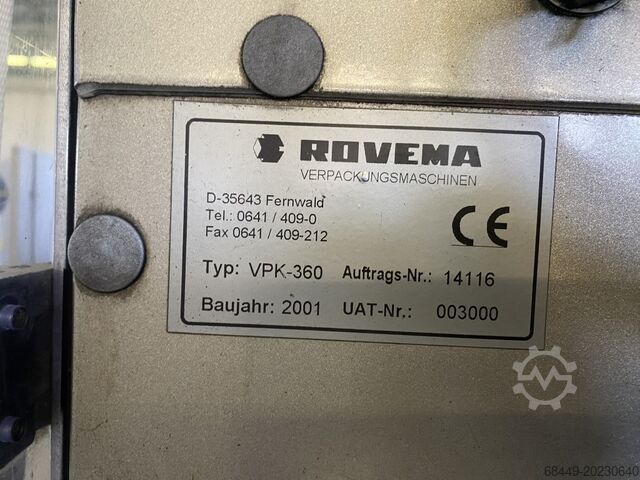 ROVEMA
VERPACKUNGSMASCHINEN
D-35643 Fernwald
Tel.: 0641 / 409-0
Fax 0641 / 409-212
CE
Typ: VPK-360 Auftrags-Nr.: 14116
Baujahr: 2001 UAT-Nr.: 003000
68449-20230640